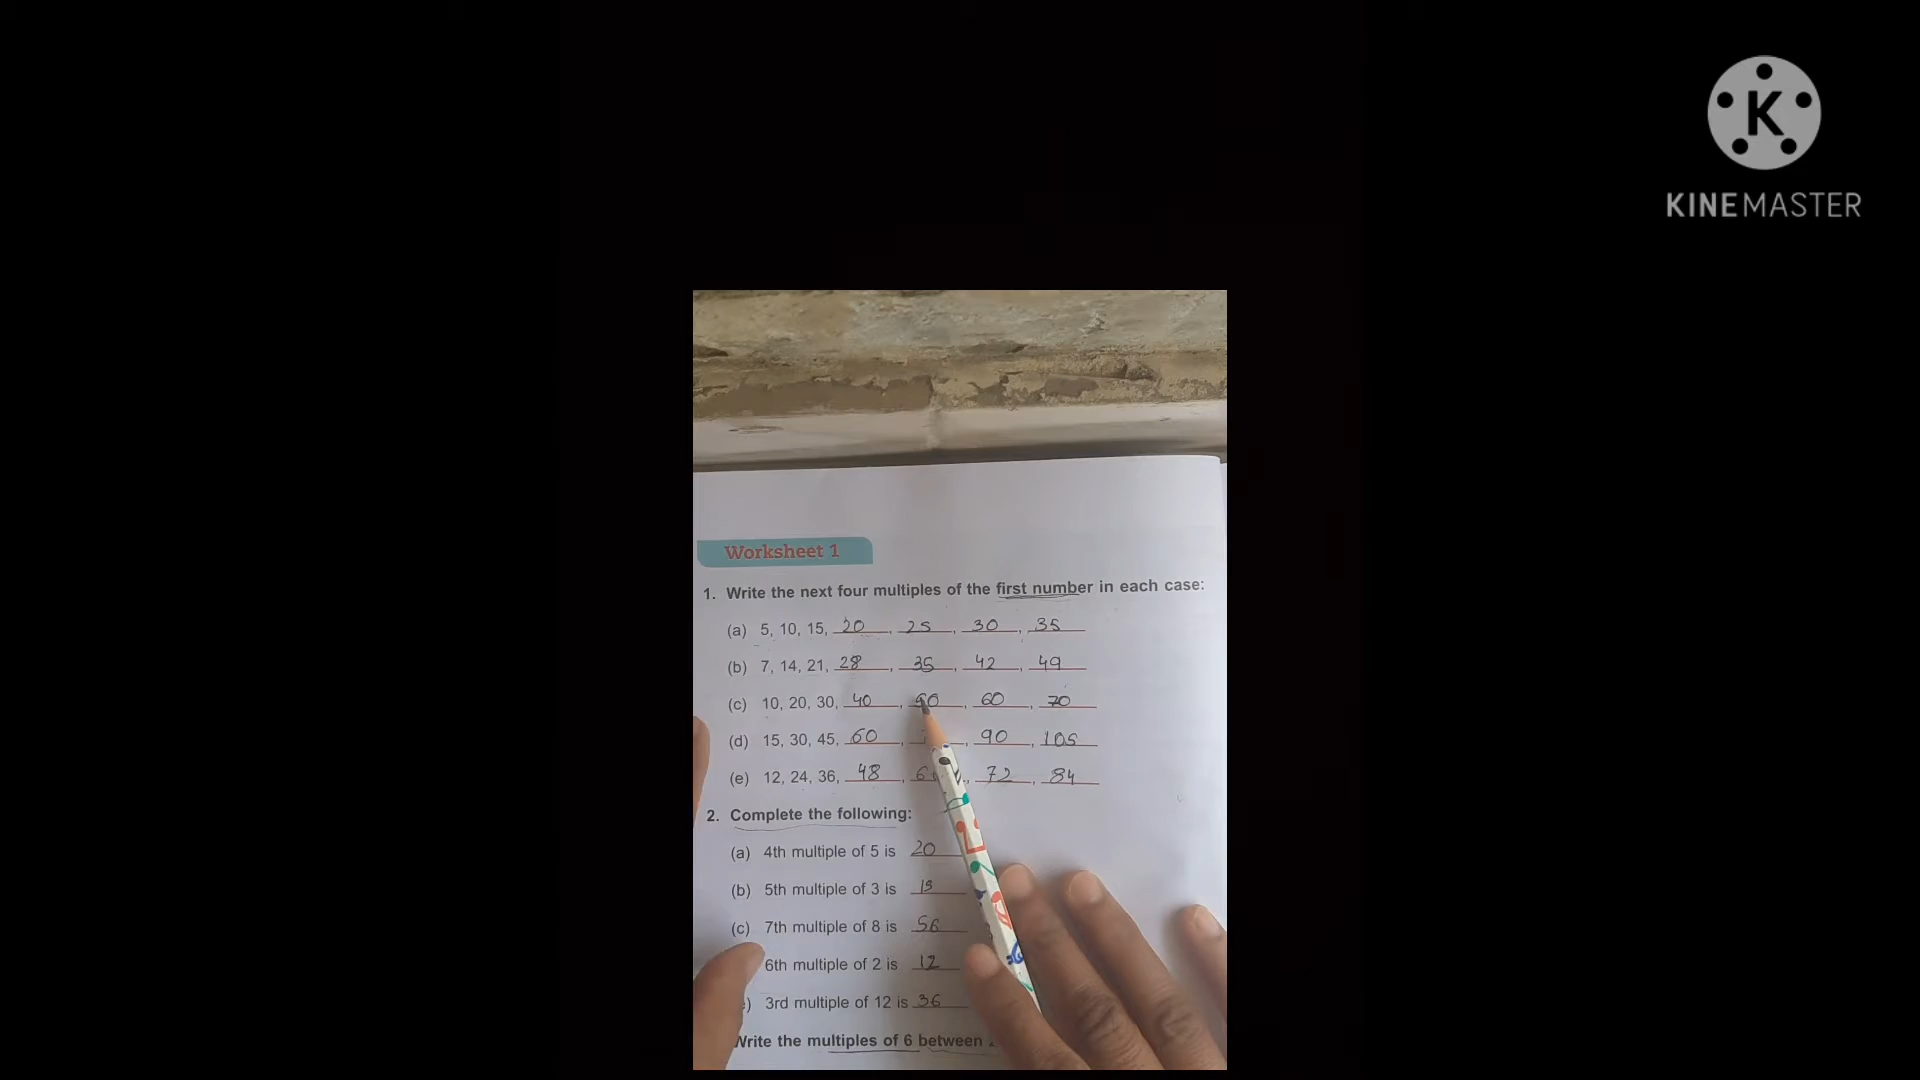 K
KINEMASTER
Worksheet 1
1. Write the next four multiples of the first number in each case:
(a) 5, 10, 15, 20, 25, 30, 35
(b) 7, 14, 21, 28, 35, 42, 49
(c) 10, 20, 30, 40, 60, 70
(d) 15, 30, 45, 60, 90, 105
(e) 12, 24, 36, 48, 72, 84
2. Complete the following:
(a) 4th multiple of 5 is 20
(b) 5th multiple of 3 is 15
(c) 7th multiple of 8 is 56
6th multiple of 2 is 12
3rd multiple of 12 is 36
Write the multiples of 6 between